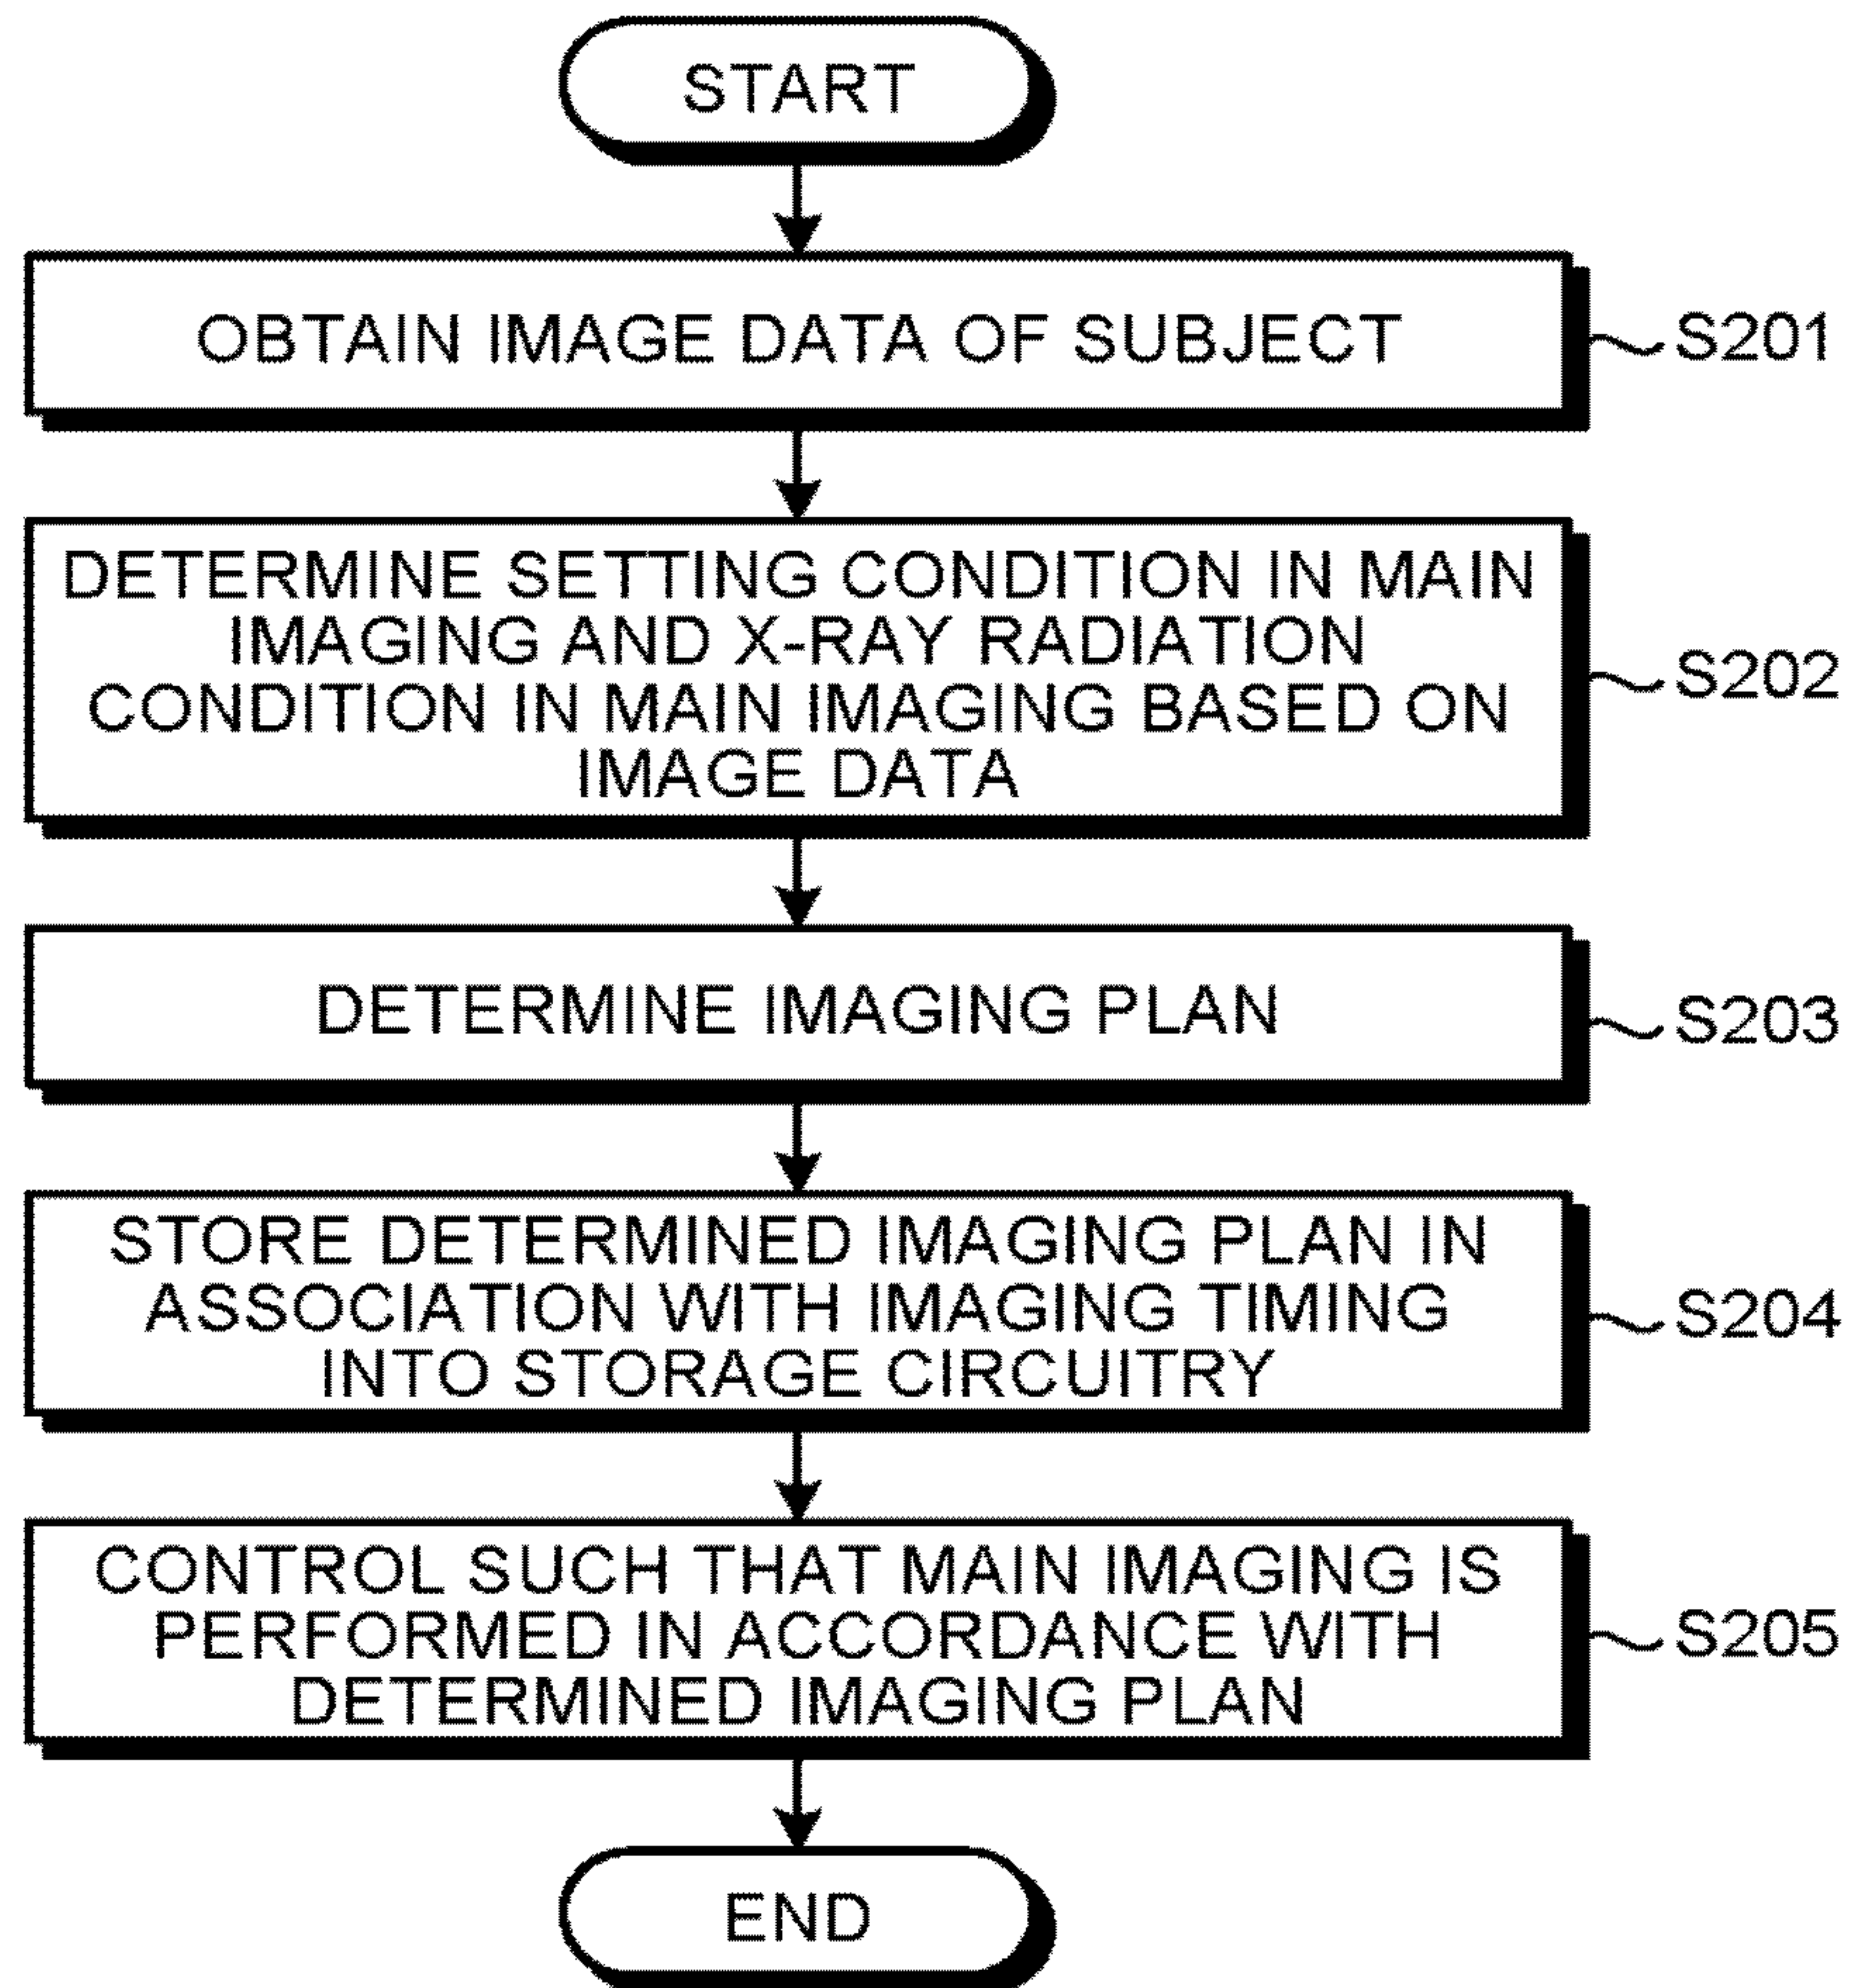 START
OBTAIN IMAGE DATA OF SUBJECT
S201
DETERMINE SETTING CONDITION IN MAIN
IMAGING AND X-RAY RADIATION
CONDITION IN MAIN IMAGING BASED ON
IMAGE DATA
S202
DETERMINE IMAGING PLAN
S203
STORE DETERMINED IMAGING PLAN IN
ASSOCIATION WITH IMAGING TIMING
INTO STORAGE CIRCUITRY
S204
CONTROL SUCH THAT MAIN IMAGING IS
PERFORMED IN ACCORDANCE WITH
DETERMINED IMAGING PLAN
S205
END